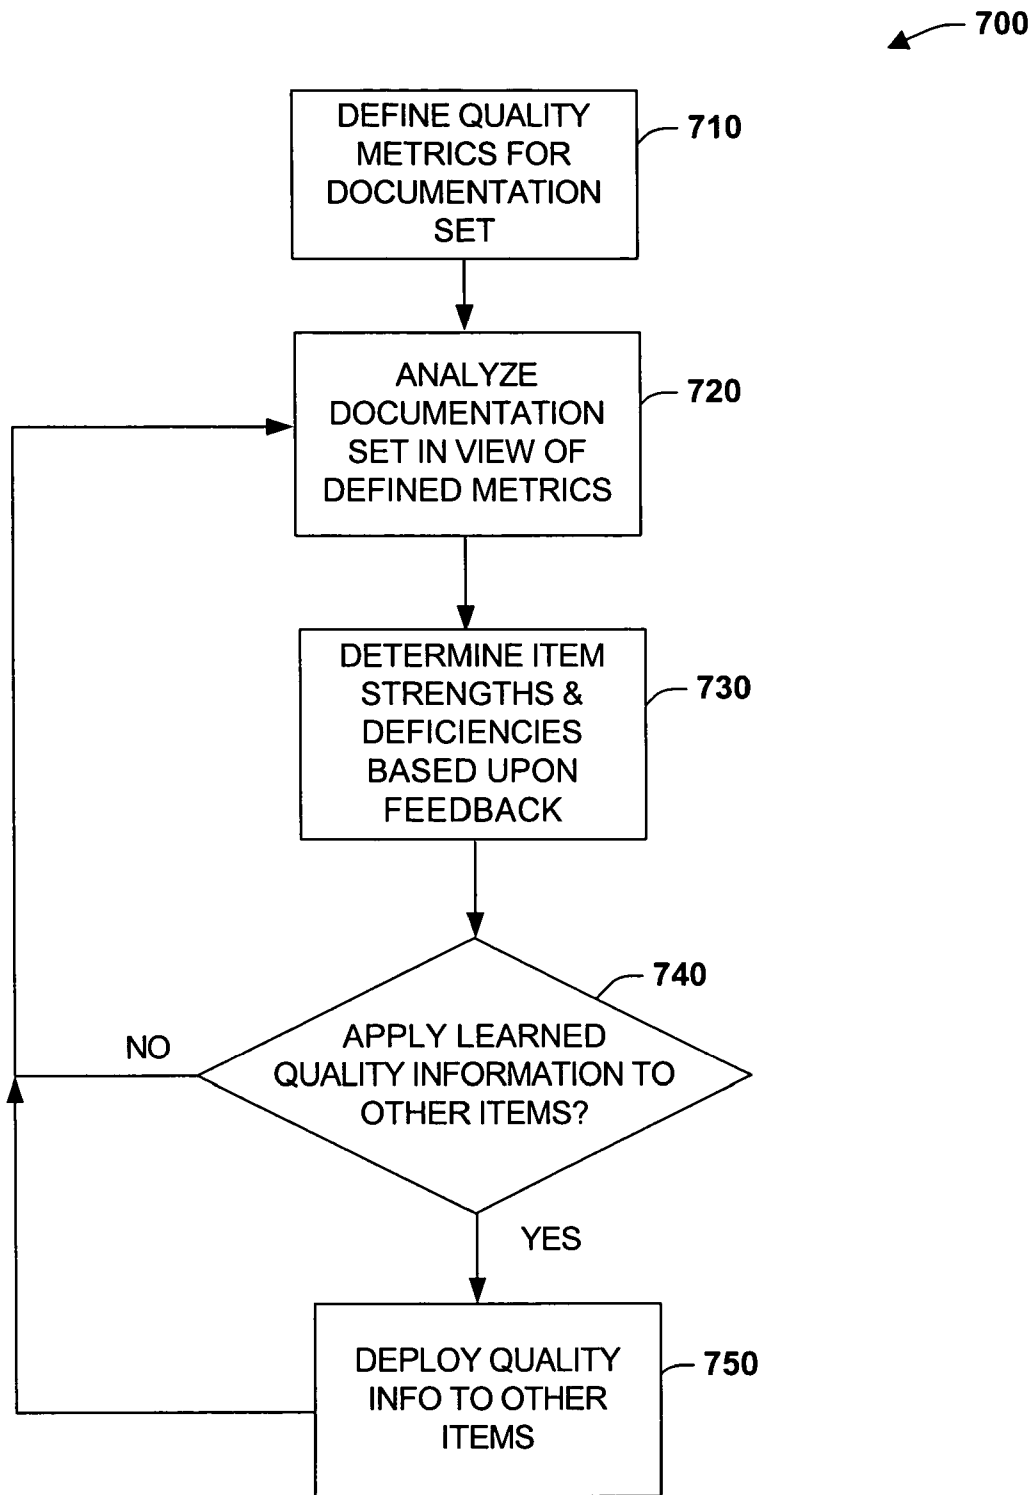 700
DEFINE QUALITY
METRICS FOR
DOCUMENTATION
SET
710
ANALYZE
DOCUMENTATION
SET IN VIEW OF
DEFINED METRICS
720
DETERMINE ITEM
STRENGTHS &
DEFICIENCIES
BASED UPON
FEEDBACK
730
740
APPLY LEARNED
QUALITY INFORMATION TO
OTHER ITEMS?
NO
YES
DEPLOY QUALITY
INFO TO OTHER
ITEMS
750